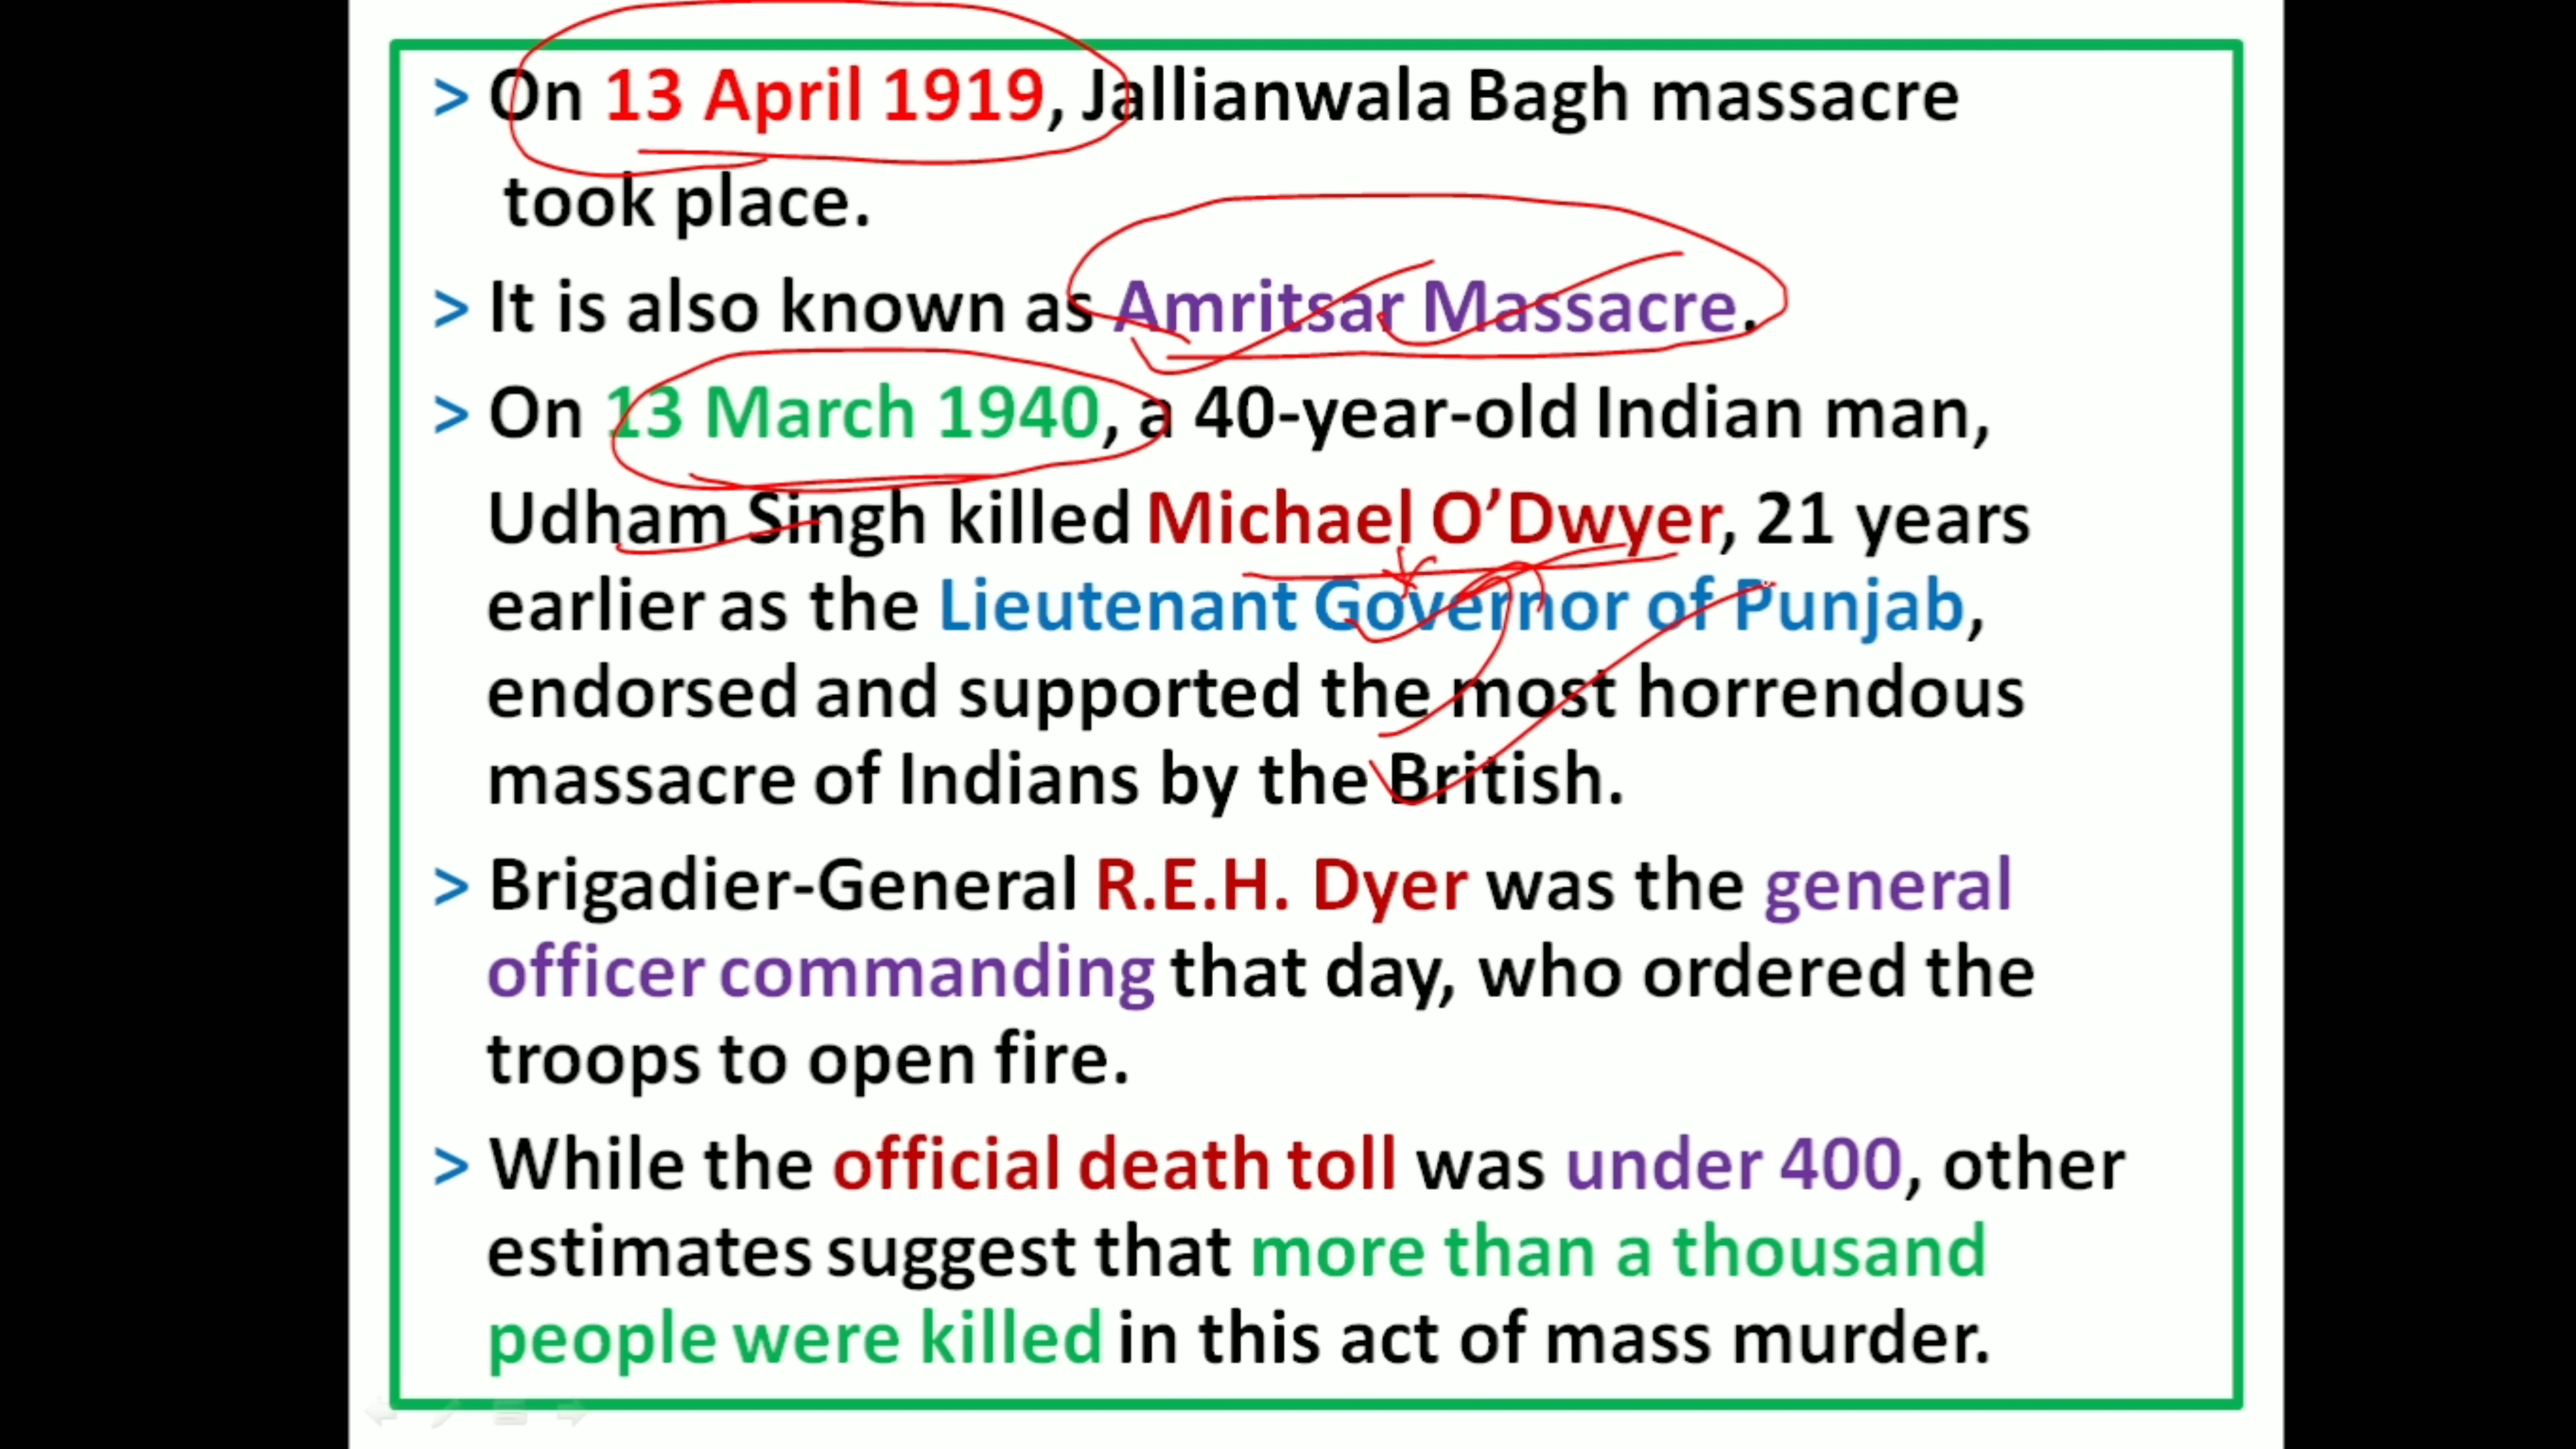 > On 13 April 1919, Jallianwala Bagh massacre
took place.
> It is also known as Amritsar Massacre.
> On 13 March 1940, a 40-year-old Indian man,
Udham Singh killed Michael O’Dwyer, 21 years
earlier as the Lieutenant Governor of Punjab,
endorsed and supported the most horrendous
massacre of Indians by the British.
> Brigadier-General R.E.H. Dyer was the general
officer commanding that day, who ordered the
troops to open fire.
> While the official death toll was under 400, other
estimates suggest that more than a thousand
people were killed in this act of mass murder.